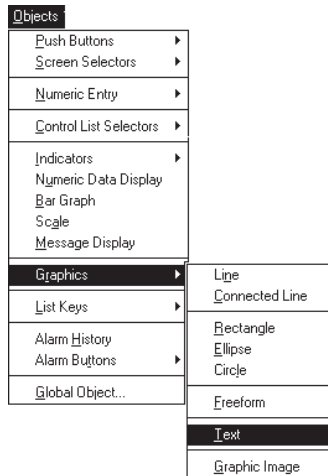 Objects
Push Buttons
Screen Selectors
Numeric Entry
Control List Selectors
Indicators
Numeric Data Display
Bar Graph
Scale
Message Display
Graphics
List Keys
Alarm History
Alarm Buttons
Global Object...
Line
Connected Line
Rectangle
Ellipse
Circle
Freeform
Text
Graphic Image